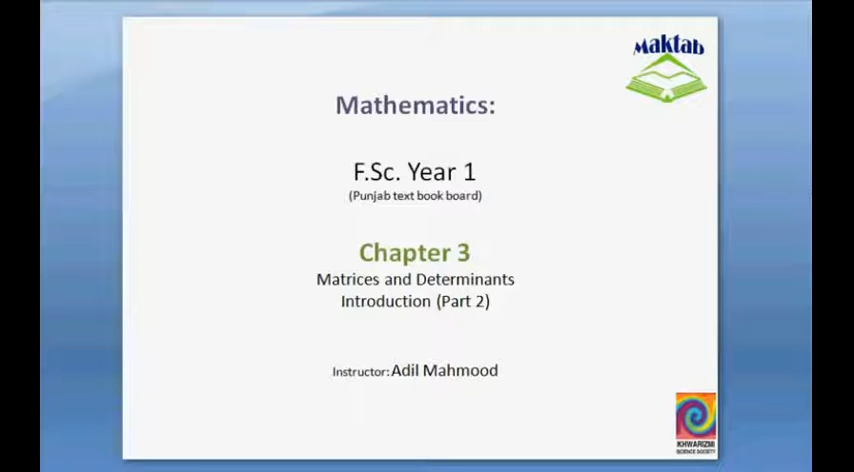 Maktab
Mathematics:
F.Sc. Year 1
(Punjab text book board)
Chapter 3
Matrices and Determinants
Introduction (Part 2)
Instructor: Adil Mahmood
KHWARIZMI
SCIENCE SOCIETY